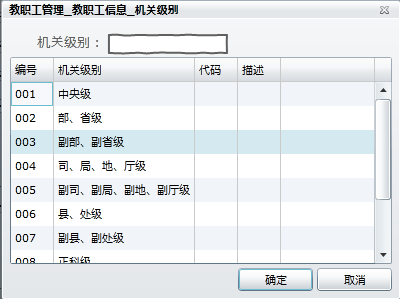 教职工管理_教职工信息_机关级别
机关级别：
编号 机关级别 代码 描述
001 中央级
002 部、省级
003 副部、副省级
004 司、局、地、厅级
005 副司、副局、副地、副厅级
006 县、处级
007 副县、副处级
008 正科级
确定 取消